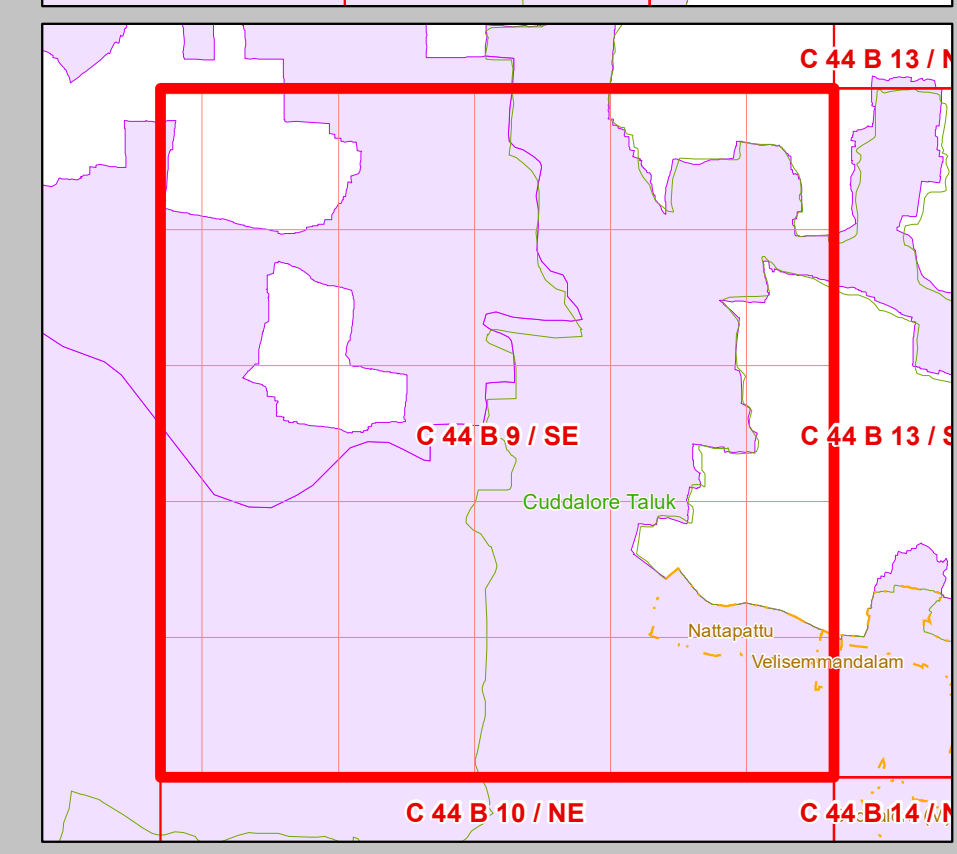 C 44 B 13 / N
C 44 B 9 / SE
C 44 B 13 / S
Cuddalore Taluk
Nattapattu
Velisemmandalam
C 44 B 10 / NE
C 44 B 14 / N